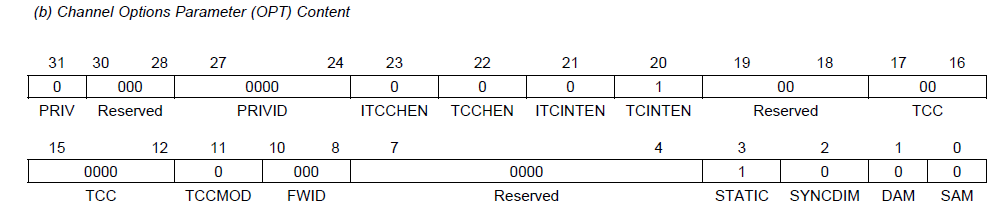 (b) Channel Options Parameter (OPT) Content
31 30 28 27 24 23 22 21 20 19 18 17 16
0 000 0000 0 0 0 1 00 00
PRIV Reserved PRIVID ITCCHEN TCCHEN ITCINTEN TCINTEN Reserved TCC
15 12 11 10 8 7 4 3 2 1 0
0000 0 000 0000 1 0 0 0
TCC TCCMOD FWID Reserved STATIC SYNCDIM DAM SAM